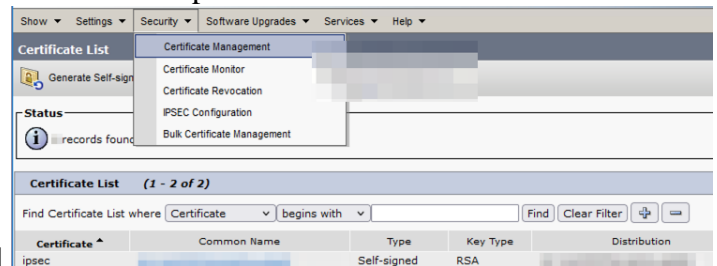 Show Settings Security Software Upgrades Services Help
Certificate List
Certificate Management
Generate Self-sign
Certificate Monitor
Certificate Revocation
IPSEC Configuration
Bulk Certificate Management
Status
records found
Certificate List (1 - 2 of 2)
Find Certificate List where Certificate begins with Find Clear Filter
Certificate Common Name Type Key Type Distribution
ipsec Self-signed RSA